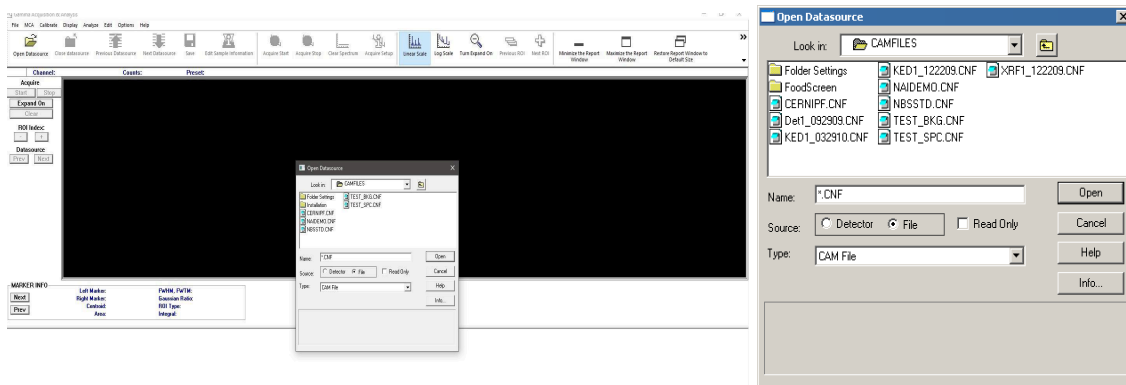 Gamma Acquisition & Analysis
File MCA Calibrate Display Analyze Edit Options Help
Open Datasource Close datasource Previous Datasource Next Datasource Save Edit Sample Information Acquire Start Acquire Stop Clear Spectrum Acquire Setup Linear Scale Log Scale Turn Expand On Previous ROI Next ROI Minimize the Report Window Maximize the Report Window Restore Report Window to Default Size
Channel: Counts: Preset:
Acquire
Start Stop
Expand On
Clear
ROI Index:
- +
Datasource
Prev Next
Open Datasource
Look in: CAMFILES
Folder Settings TEST_BKG.CNF
Installation TEST_SPC.CNF
CERNIPF.CNF
NAIDEMO.CNF
NBSSTD.CNF
Name: *.CNF Open
Source: Detector File Read Only Cancel
Type: CAM File Help
Info...
MARKER INFO
Next
Prev
Left Marker: FWHM, FWTM:
Right Marker: Gaussian Ratio:
Centroid: ROI Type:
Area: Integral:
Open Datasource
Look in: CAMFILES
Folder Settings KED1_122209.CNF XRF1_122209.CNF
FoodScreen NAIDEMO.CNF
CERNIPF.CNF NBSSTD.CNF
Det1_092909.CNF TEST_BKG.CNF
KED1_032910.CNF TEST_SPC.CNF
Name: *.CNF Open
Source: Detector File Read Only Cancel
Type: CAM File Help
Info...